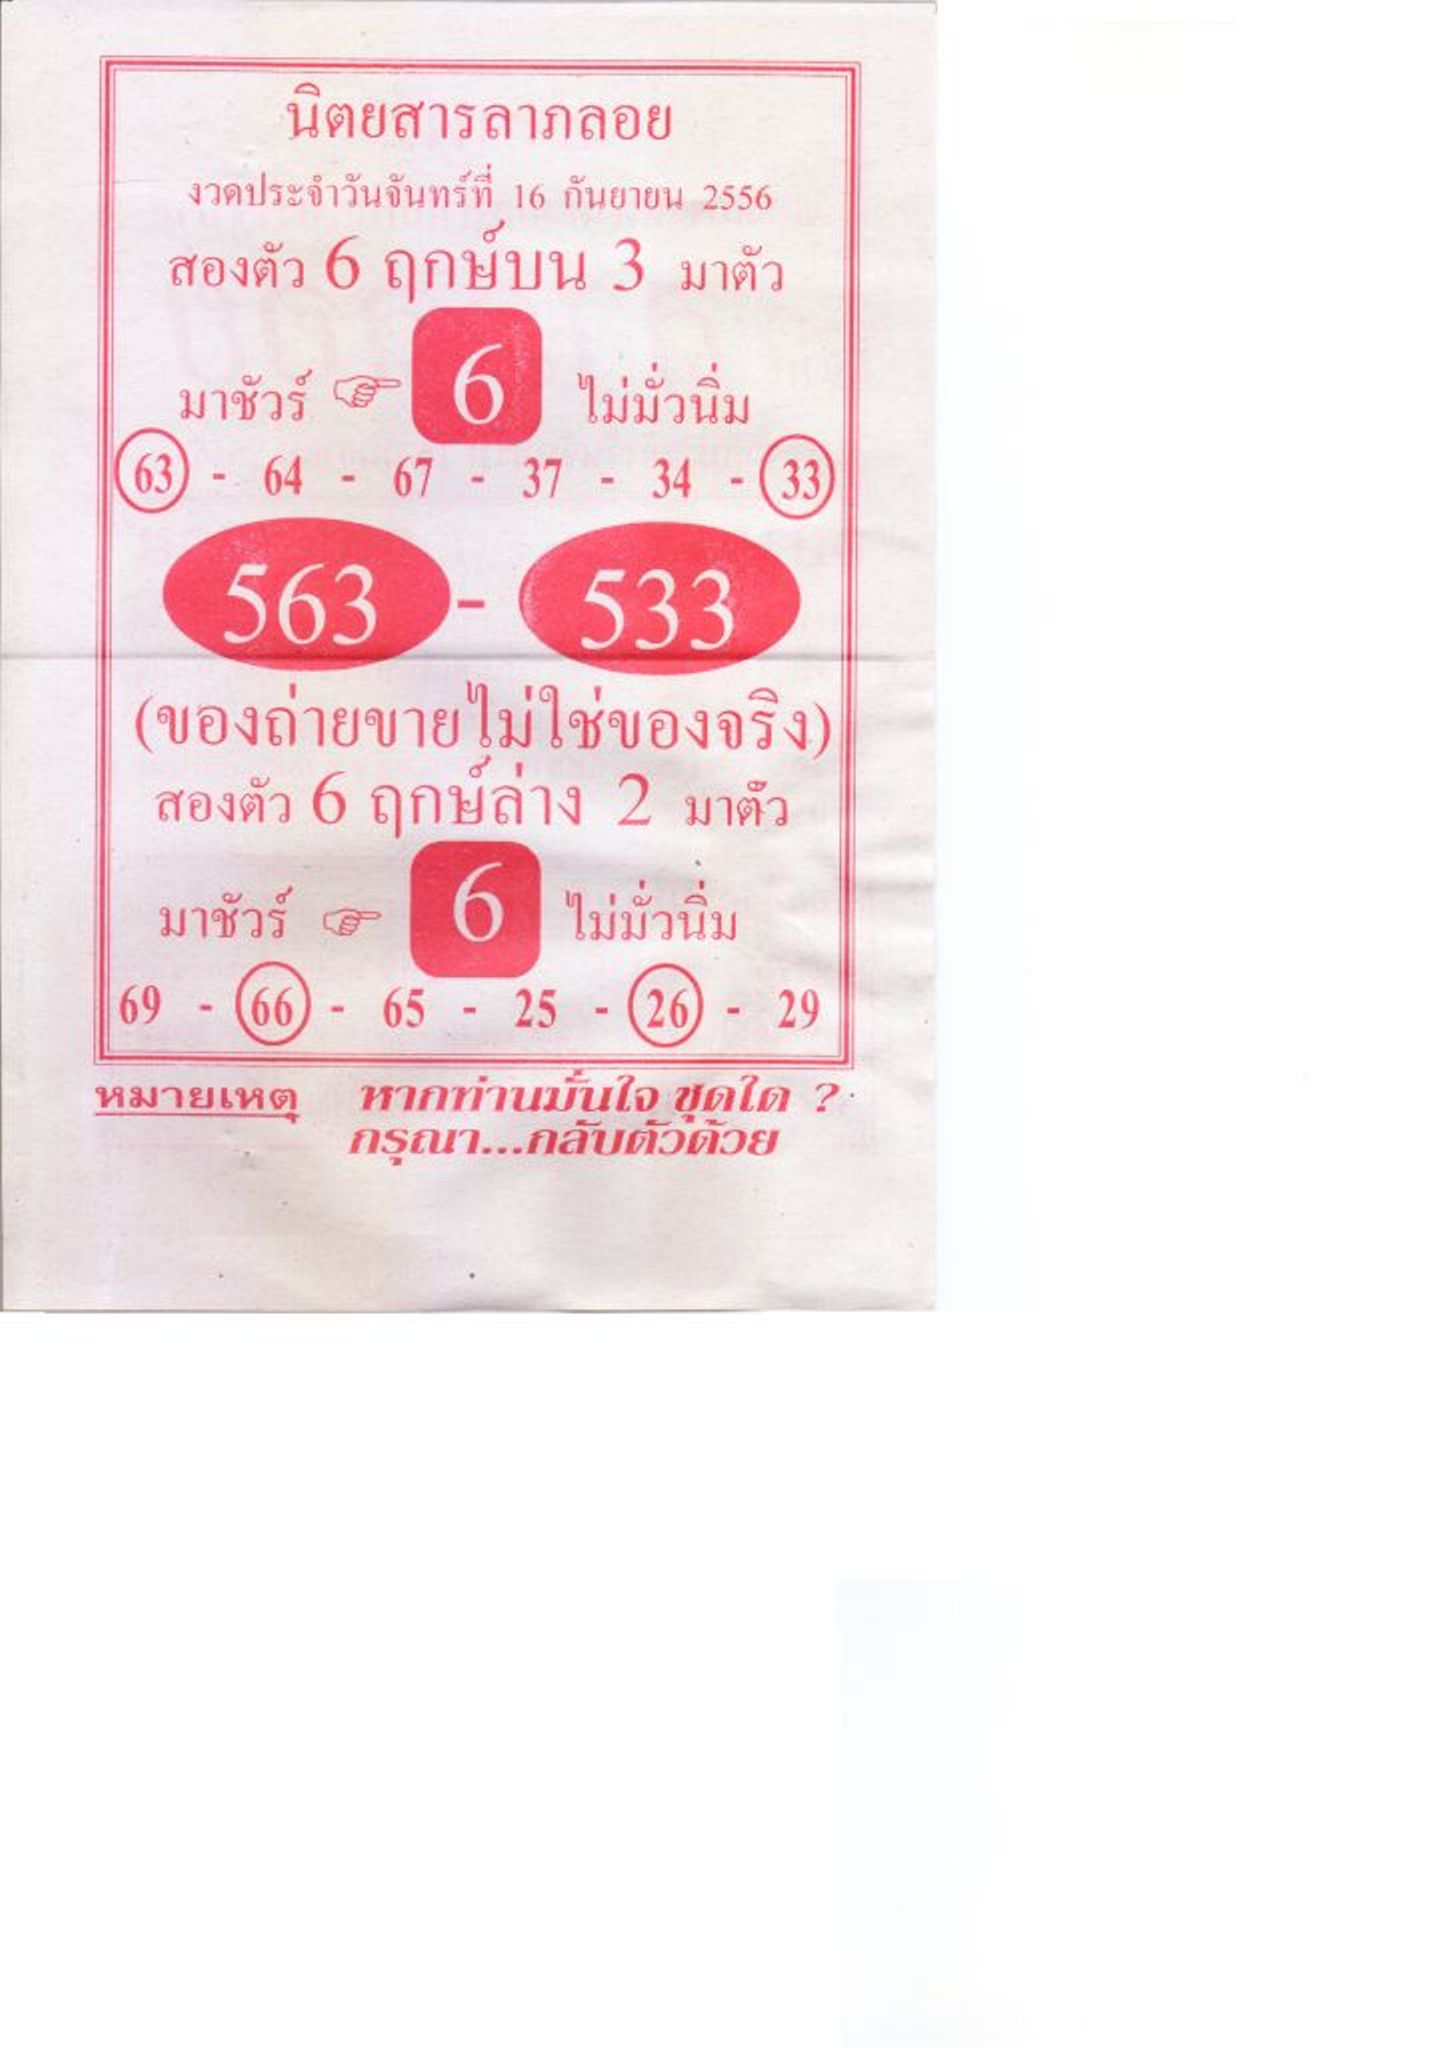 นิตยสารลาภลอย
งวดประจำวันจันทร์ที่ 16 กันยายน 2556
สองตัว 6 ฤกษ์บน 3 มาตัว
มาชัวร์ 6 ไม่มั่วนิ่ม
63 - 64 - 67 - 37 - 34 - 33
563 - 533
(ของถ่ายขายไม่ใช่ของจริง)
สองตัว 6 ฤกษ์ล่าง 2 มาตัว
มาชัวร์ 6 ไม่มั่วนิ่ม
69 - 66 - 65 - 25 - 26 - 29
หมายเหตุ หากท่านมั่นใจ ชุดใด ?
กรุณา...กลับตัวด้วย